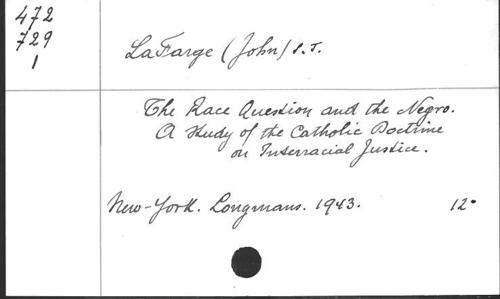 472
729
1
LaFarge (John) s.J.
The Race Question and the Negro.
A Study of the Catholic Doctrine
on Interracial Justice.
New-York. Longmans. 1943. 12°